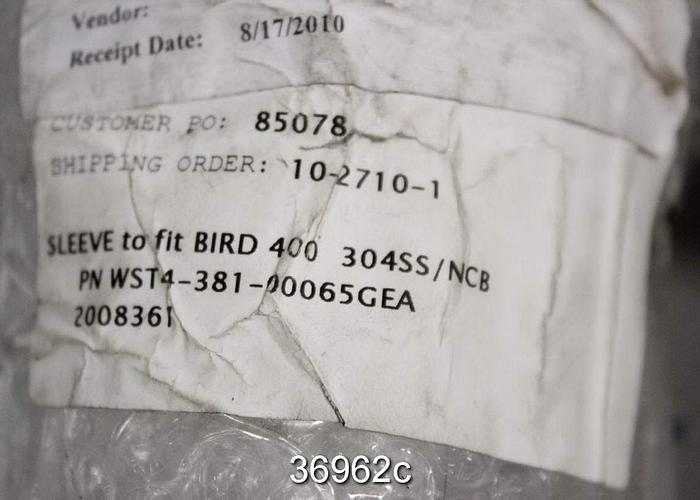 Vendor:
Receipt Date: 8/17/2010
CUSTOMER PO: 85078
SHIPPING ORDER: 10-2710-1
SLEEVE to fit BIRD 400 304SS/NCB
PN WST4-381-00065GEA
2008361
36962c